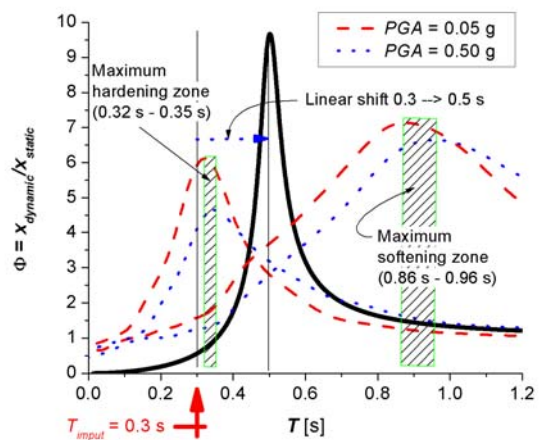 10
9
8
7
6
5
4
3
2
1
0
Φ = x_dynamic/x_static
PGA = 0.05 g
PGA = 0.50 g
Maximum
hardening zone
(0.32 s - 0.35 s)
Linear shift 0.3 --> 0.5 s
Maximum
softening zone
(0.86 s - 0.96 s)
0.0
0.2
0.4
0.6
0.8
1.0
1.2
T_imput = 0.3 s
T [s]